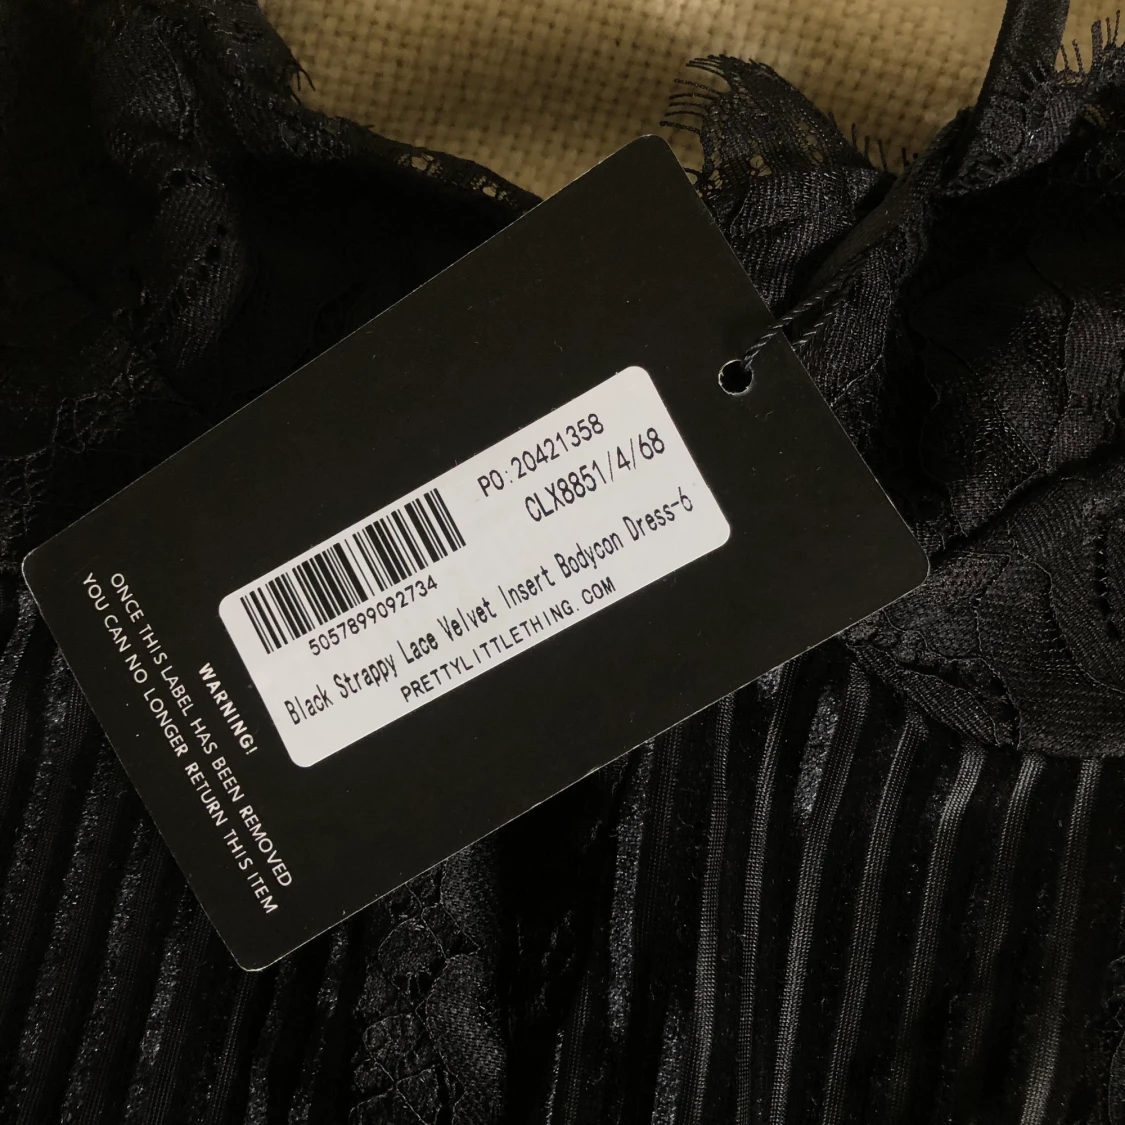 PO:20421358
CLX8851/4/68
5057899092734
Black Strappy Lace Velvet Insert Bodycon Dress-6
PRETTYLITTLETHING.COM
WARNING!
ONCE THIS LABEL HAS BEEN REMOVED
YOU CAN NO LONGER RETURN THIS ITEM